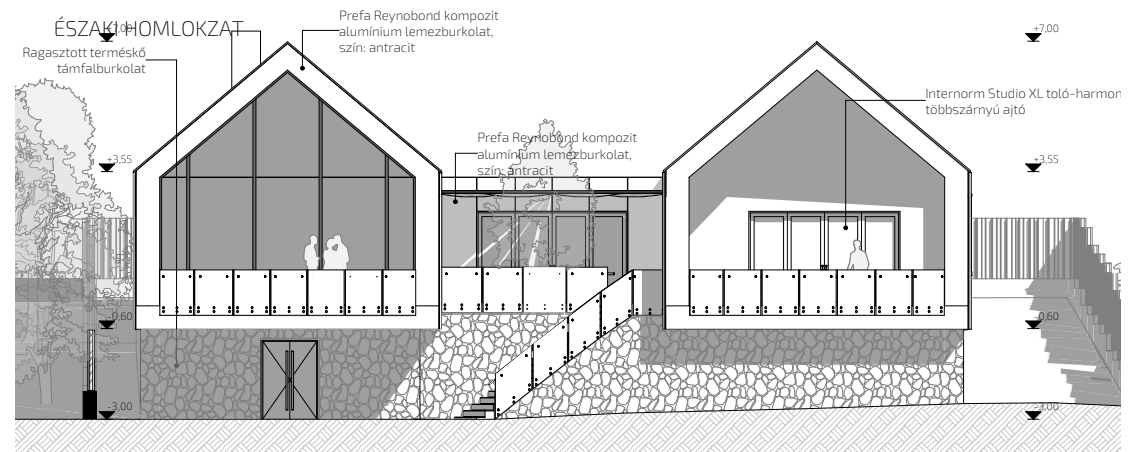 ÉSZAKI HOMLOKZAT
Prefa Reynobond kompozit
alumínium lemezburkolat,
szín: antracit
+7,00
+7,00
Ragasztott terméskő
támfalburkolat
Internorm Studio XL toló-harmon
többszárnyú ajtó
Prefa Reynobond kompozit
alumínium lemezburkolat,
szín: antracit
+3,55
+3,55
-0,60
-0,60
-3,00
-3,00